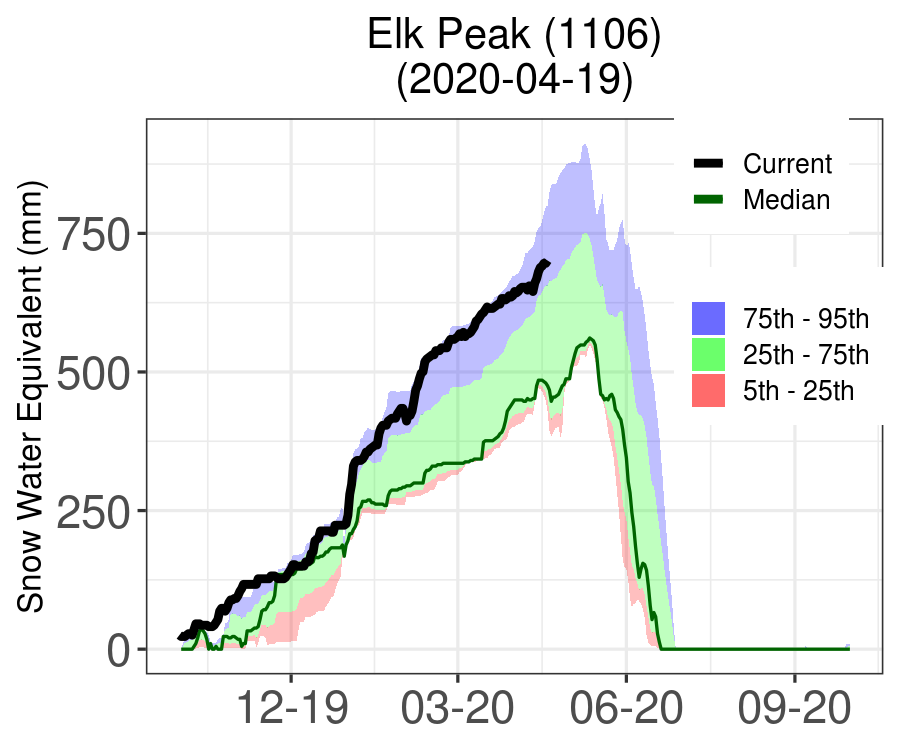 Elk Peak (1106)
(2020-04-19)
Snow Water Equivalent (mm)
750
500
250
0
12-19
03-20
06-20
09-20
Current
Median
75th - 95th
25th - 75th
5th - 25th